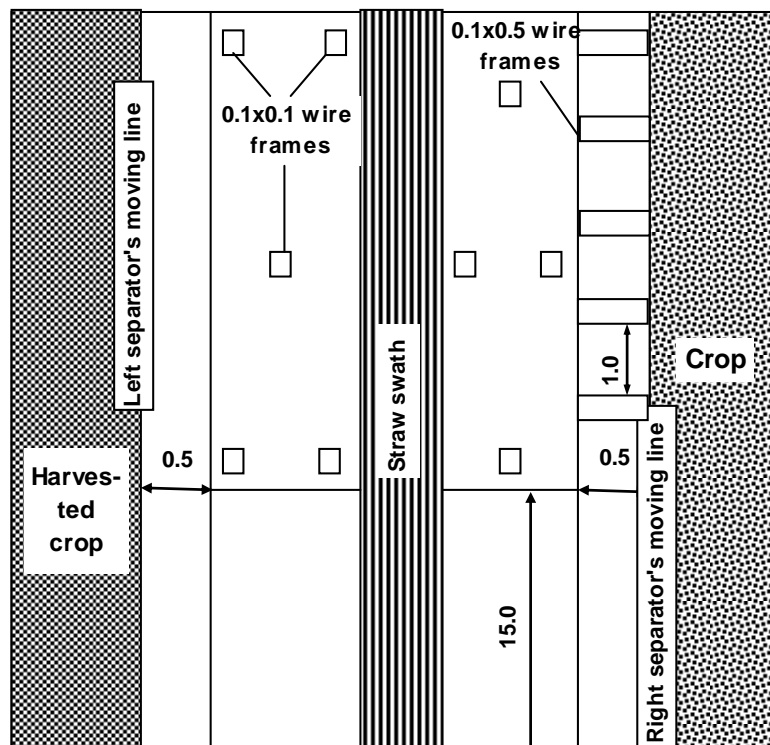 0.1x0.5 wire
frames
0.1x0.1 wire
frames
Left separator's moving line
Crop
1.0
Straw swath
0.5
0.5
Harves-
ted
crop
15.0
Right separator's moving line